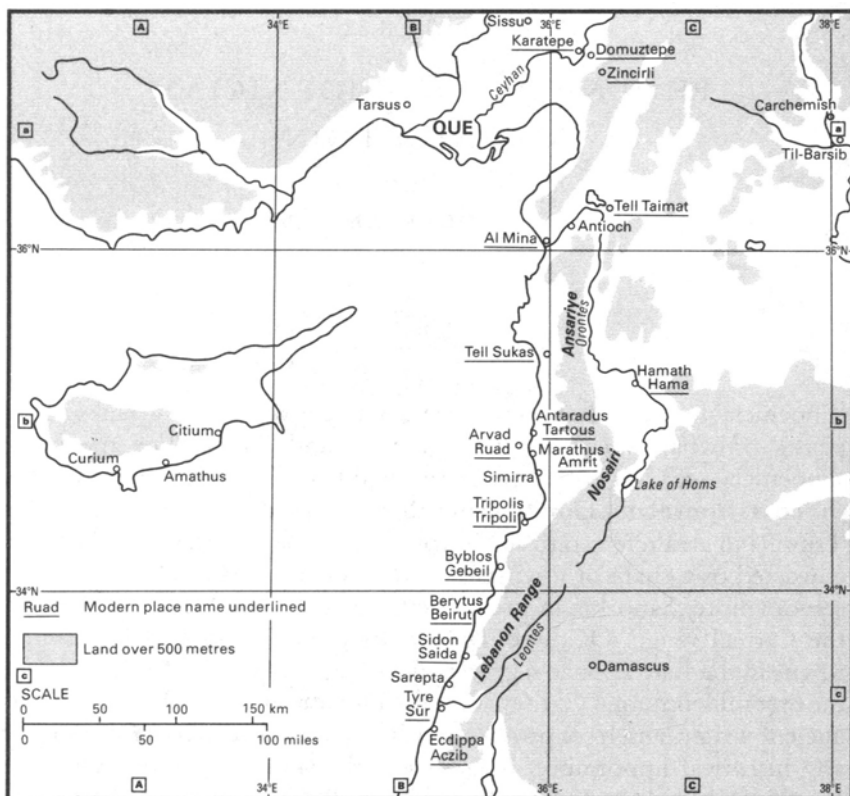 A
34°E
B
Sissu
36°E
C
38°E
Karatepe
Domuztepe
Zincirli
Ceyhan
Tarsus
Carchemish
a
QUE
a
Til-Barsib
Tell Taimat
Antioch
Al Mina
36°N
36°N
Ansariye
Orontes
Tell Sukas
Hamath
Hama
b
Citium
Antaradus
Tartous
b
Arvad
Ruad
Marathus
Amrit
Curium
Amathus
Simirra
Nosairi
Lake of Homs
Tripolis
Tripoli
Byblos
Gebeil
34°N
34°N
Ruad Modern place name underlined
Berytus
Beirut
Lebanon Range
Leontes
Land over 500 metres
Sidon
Saida
Damascus
c
Sarepta
c
SCALE
0 50 100 150 km
Tyre
Sûr
0 50 100 miles
Ecdippa
Aczib
A
34°E
B
36°E
C
38°E